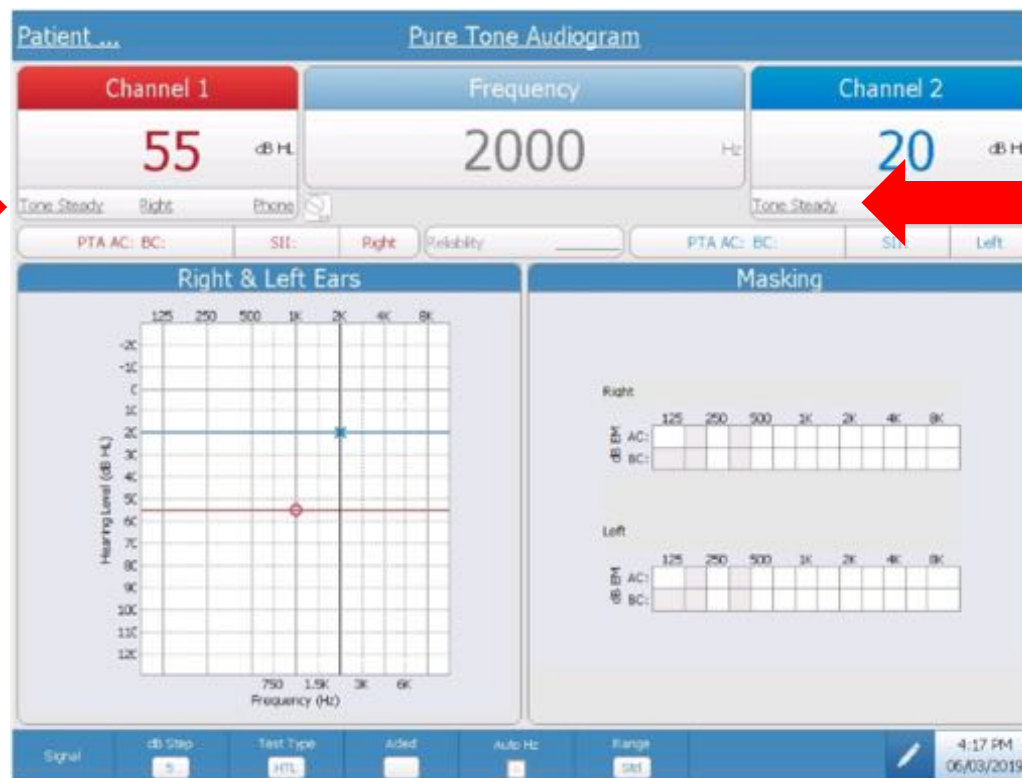 Patient ... Pure Tone Audiogram
Channel 1 Frequency Channel 2
55 dB HL 2000 Hz 20 dB H
Tone Steady Right Phone Tone Steady
PTA AC: BC: SII: Right Reliability PTA AC: BC: SII: Left
Right & Left Ears Masking
125 250 500 1K 2K 4K 8K
-20
-10
0
10
20
30
40
50
60
70
80
90
100
110
120
Hearing Level (dB HL)
750 1.5K 3K 6K
Frequency (Hz)
Right
125 250 500 1K 2K 4K 8K
dB EM AC:
BC:
Left
125 250 500 1K 2K 4K 8K
dB EM AC:
BC:
Signal dB Step Test Type Aided Auto Hz Range 4:17 PM
5 HTL Std 06/03/2019